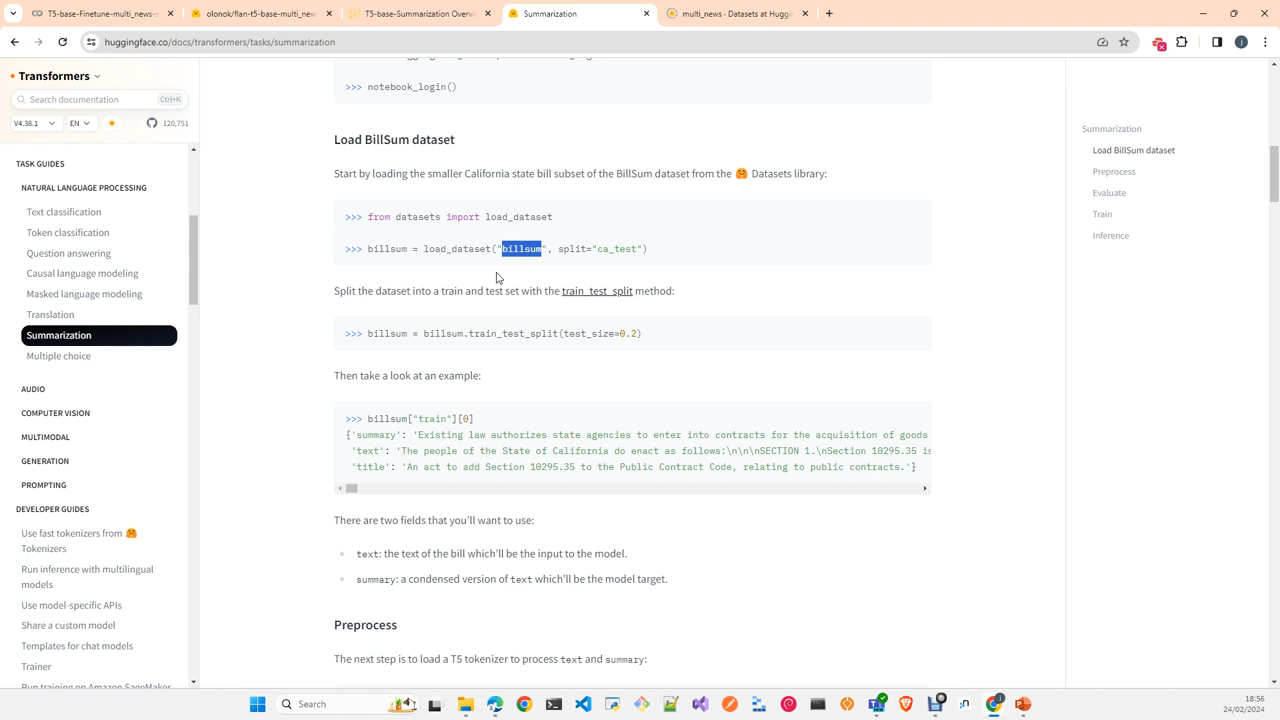 T5-base-Finetune-multi_news-s
olonok/flan-t5-base-multi_new
T5-base-Summarization Overvi
Summarization
multi_news · Datasets at Huggi
huggingface.co/docs/transformers/tasks/summarization
Transformers
Search documentation
Ctrl+K
V4.38.1
EN
120,751
TASK GUIDES
NATURAL LANGUAGE PROCESSING
Text classification
Token classification
Question answering
Causal language modeling
Masked language modeling
Translation
Summarization
Multiple choice
AUDIO
COMPUTER VISION
MULTIMODAL
GENERATION
PROMPTING
DEVELOPER GUIDES
Use fast tokenizers from 🤗
Tokenizers
Run inference with multilingual
models
Use model-specific APIs
Share a custom model
Templates for chat models
Trainer
Run training on Amazon SageMaker
>>> notebook_login()
Load BillSum dataset
Start by loading the smaller California state bill subset of the BillSum dataset from the 🤗 Datasets library:
>>> from datasets import load_dataset
>>> billsum = load_dataset("billsum", split="ca_test")
Split the dataset into a train and test set with the train_test_split method:
>>> billsum = billsum.train_test_split(test_size=0.2)
Then take a look at an example:
>>> billsum["train"][0]
{'summary': 'Existing law authorizes state agencies to enter into contracts for the acquisition of goods
'text': 'The people of the State of California do enact as follows:\n\n\nSECTION 1.\nSection 10295.35 is
'title': 'An act to add Section 10295.35 to the Public Contract Code, relating to public contracts.'}
There are two fields that you'll want to use:
text: the text of the bill which'll be the input to the model.
summary: a condensed version of text which'll be the model target.
Preprocess
The next step is to load a T5 tokenizer to process text and summary:
Summarization
Load BillSum dataset
Preprocess
Evaluate
Train
Inference
Search
18:56
24/02/2024